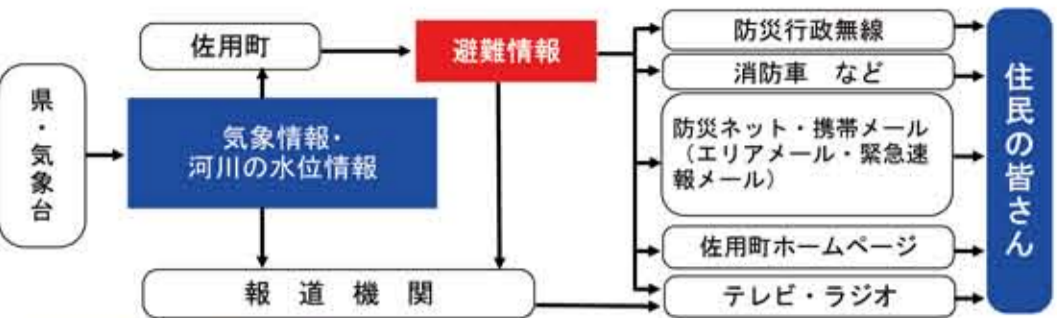 県・気象台
佐用町
気象情報・
河川の水位情報
避難情報
報道機関
防災行政無線
消防車　など
防災ネット・携帯メール
（エリアメール・緊急速
報メール）
佐用町ホームページ
テレビ・ラジオ
住民の皆さん